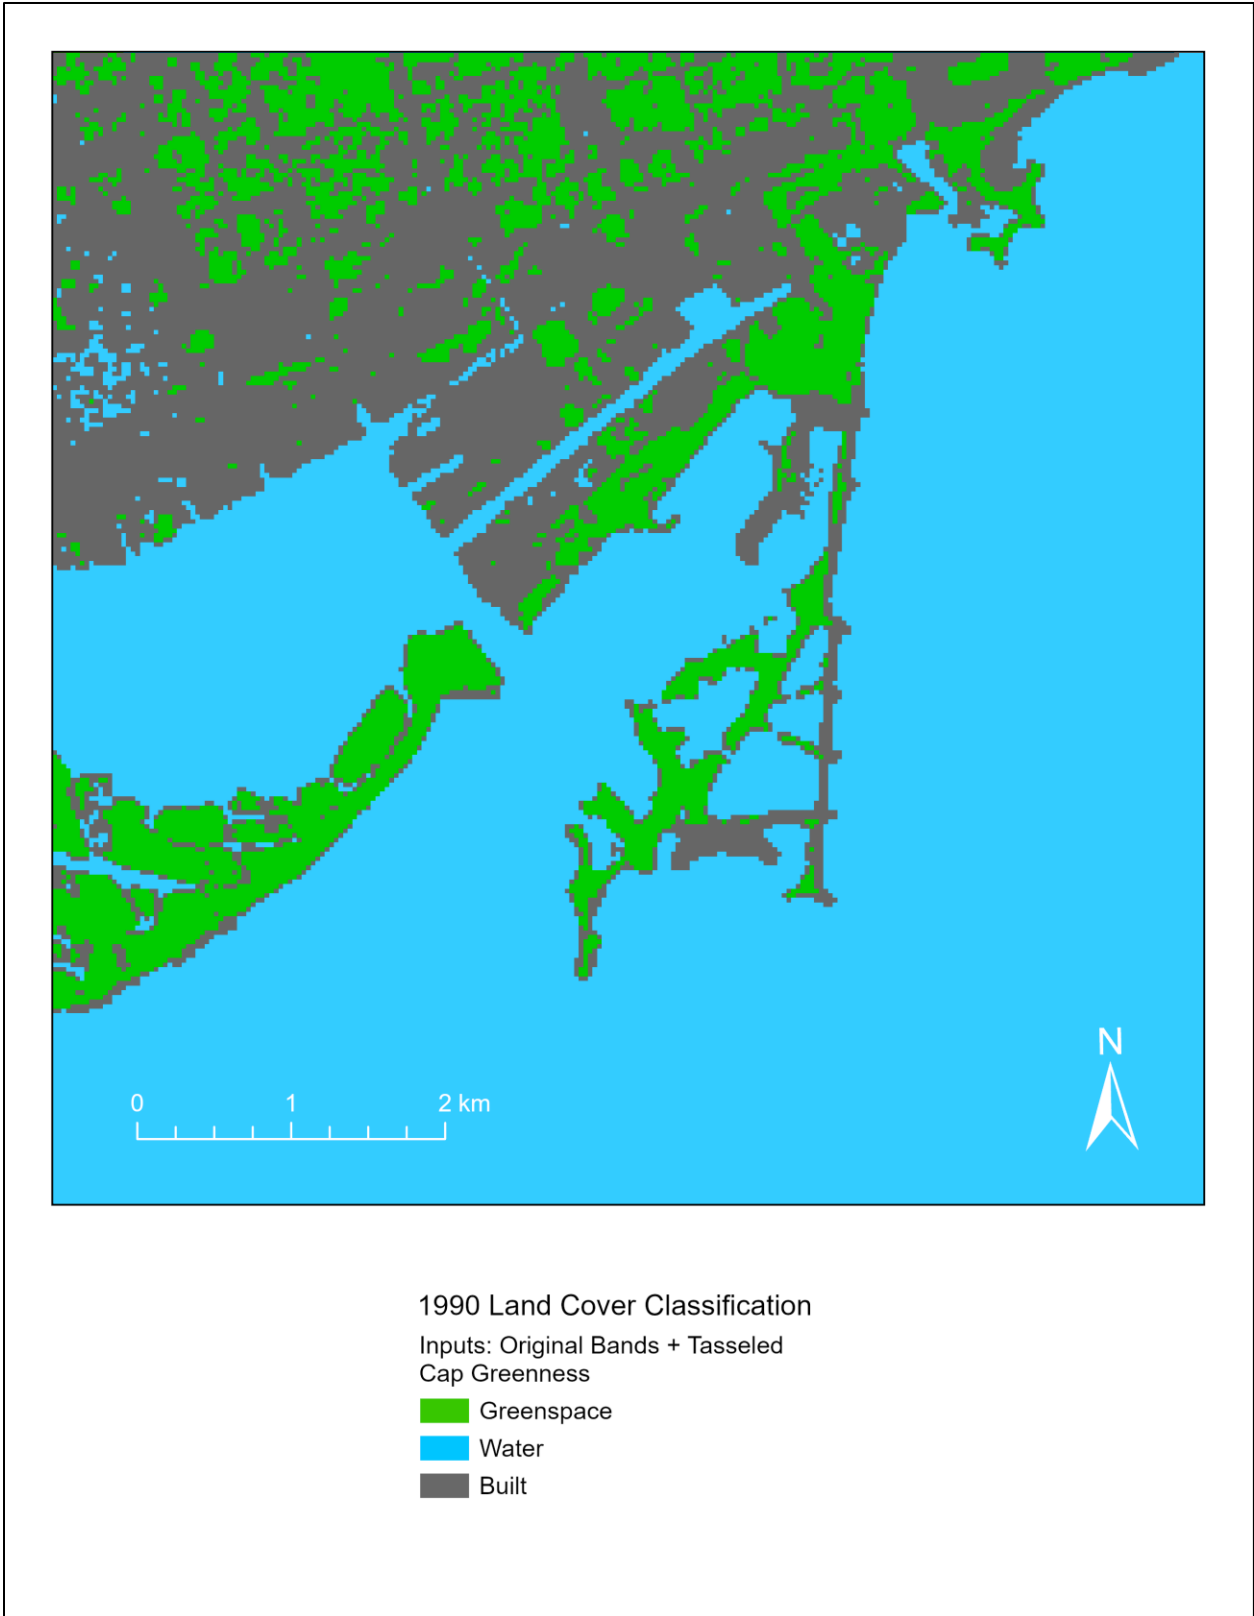 N
0 1 2 km
1990 Land Cover Classification
Inputs: Original Bands + Tasseled
Cap Greenness
Greenspace
Water
Built